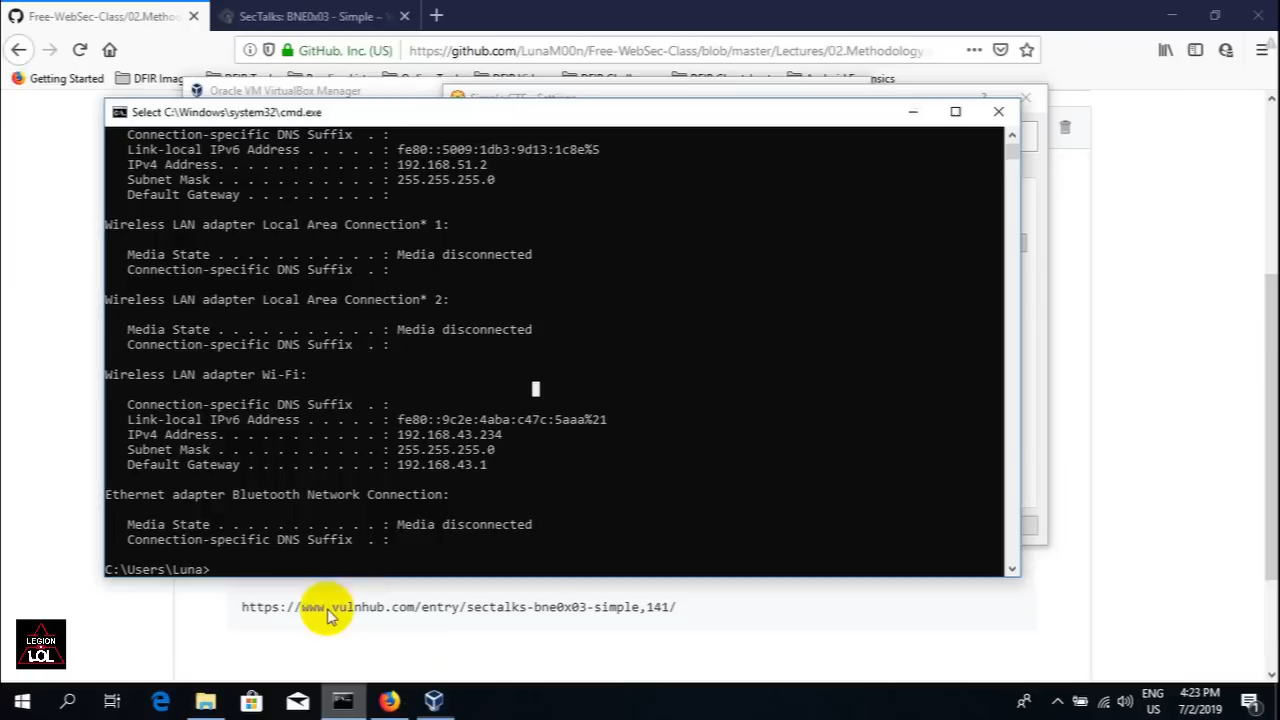 Free-WebSec-Class/02.Metho
SecTalks: BNE0x03 - Simple ~ V
GitHub, Inc. (US)
https://github.com/LunaM00n/Free-WebSec-Class/blob/master/Lectures/02.Methodology
Getting Started
DFIR Imag
Oracle VM VirtualBox Manager
Select C:\Windows\system32\cmd.exe
Connection-specific DNS Suffix . :
Link-local IPv6 Address . . . . . : fe80::5009:1db3:9d13:1c8e%5
IPv4 Address. . . . . . . . . . . : 192.168.51.2
Subnet Mask . . . . . . . . . . . : 255.255.255.0
Default Gateway . . . . . . . . . :
Wireless LAN adapter Local Area Connection* 1:
Media State . . . . . . . . . . . : Media disconnected
Connection-specific DNS Suffix . :
Wireless LAN adapter Local Area Connection* 2:
Media State . . . . . . . . . . . : Media disconnected
Connection-specific DNS Suffix . :
Wireless LAN adapter Wi-Fi:
Connection-specific DNS Suffix . :
Link-local IPv6 Address . . . . . : fe80::9c2e:4aba:c47c:5aaa%21
IPv4 Address. . . . . . . . . . . : 192.168.43.234
Subnet Mask . . . . . . . . . . . : 255.255.255.0
Default Gateway . . . . . . . . . : 192.168.43.1
Ethernet adapter Bluetooth Network Connection:
Media State . . . . . . . . . . . : Media disconnected
Connection-specific DNS Suffix . :
C:\Users\Luna>
https://www.vulnhub.com/entry/sectalks-bne0x03-simple,141/
LEGION
LOL
ENG
US
4:23 PM
7/2/2019
1